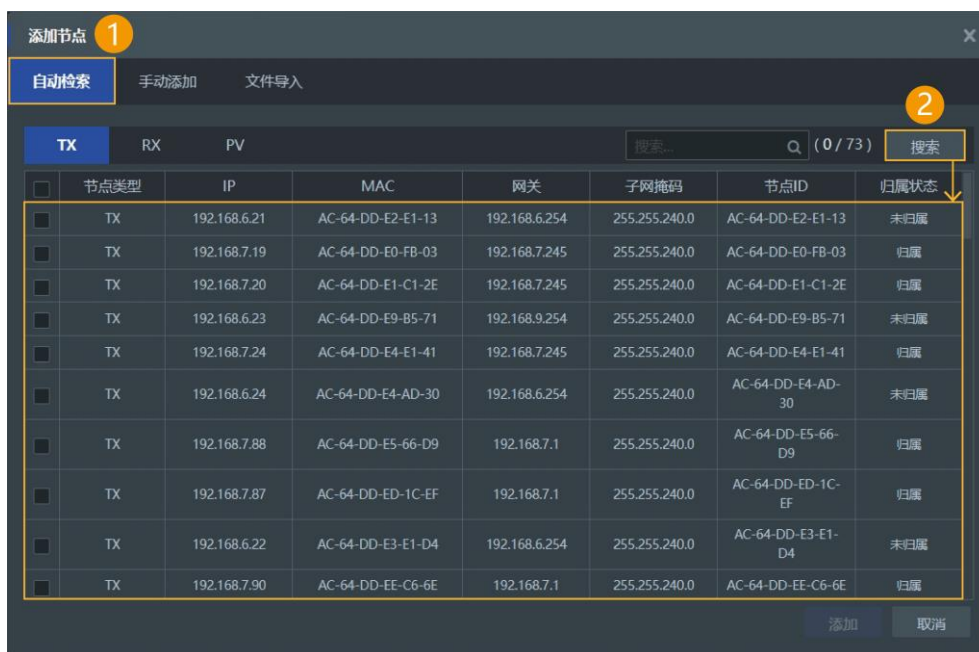 添加节点 1
自动检索 手动添加 文件导入
2
TX RX PV 搜索... (0/73) 搜索
节点类型 IP MAC 网关 子网掩码 节点ID 归属状态
TX 192.168.6.21 AC-64-DD-E2-E1-13 192.168.6.254 255.255.240.0 AC-64-DD-E2-E1-13 未归属
TX 192.168.7.19 AC-64-DD-E0-FB-03 192.168.7.245 255.255.240.0 AC-64-DD-E0-FB-03 归属
TX 192.168.7.20 AC-64-DD-E1-C1-2E 192.168.7.245 255.255.240.0 AC-64-DD-E1-C1-2E 归属
TX 192.168.6.23 AC-64-DD-E9-B5-71 192.168.9.254 255.255.240.0 AC-64-DD-E9-B5-71 未归属
TX 192.168.7.24 AC-64-DD-E4-E1-41 192.168.7.245 255.255.240.0 AC-64-DD-E4-E1-41 归属
TX 192.168.6.24 AC-64-DD-E4-AD-30 192.168.6.254 255.255.240.0 AC-64-DD-E4-AD- 未归属
30
TX 192.168.7.88 AC-64-DD-E5-66-D9 192.168.7.1 255.255.240.0 AC-64-DD-E5-66- 归属
D9
TX 192.168.7.87 AC-64-DD-ED-1C-EF 192.168.7.1 255.255.240.0 AC-64-DD-ED-1C- 归属
EF
TX 192.168.6.22 AC-64-DD-E3-E1-D4 192.168.6.254 255.255.240.0 AC-64-DD-E3-E1- 未归属
D4
TX 192.168.7.90 AC-64-DD-EE-C6-6E 192.168.7.1 255.255.240.0 AC-64-DD-EE-C6-6E 归属
添加 取消